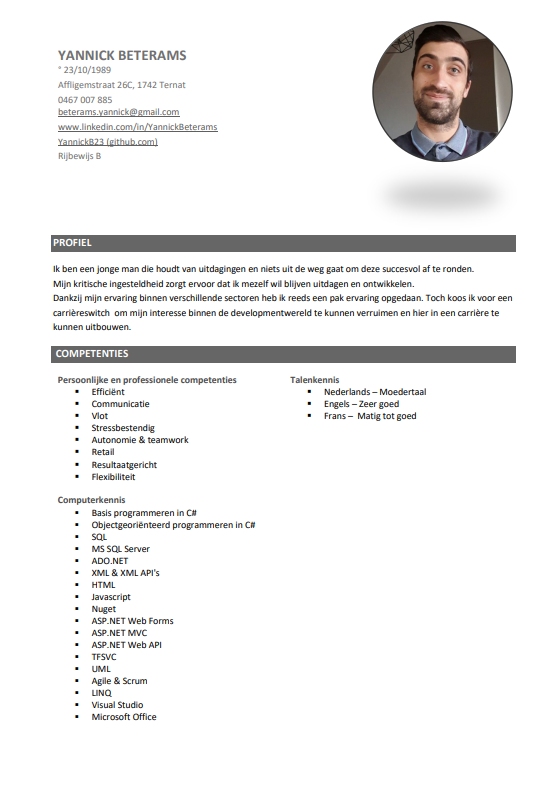 YANNICK BETERAMS
° 23/10/1989
Affligemstraat 26C, 1742 Ternat
0467 007 885
beterams.yannick@gmail.com
www.linkedin.com/in/YannickBeterams
YannickB23 (github.com)
Rijbewijs B
PROFIEL
Ik ben een jonge man die houdt van uitdagingen en niets uit de weg gaat om deze succesvol af te ronden.
Mijn kritische ingesteldheid zorgt ervoor dat ik mezelf wil blijven uitdagen en ontwikkelen.
Dankzij mijn ervaring binnen verschillende sectoren heb ik reeds een pak ervaring opgedaan. Toch koos ik voor een
carrièreswitch om mijn interesse binnen de developmentwereld te kunnen verruimen en hier in een carrière te
kunnen uitbouwen.
COMPETENTIES
Persoonlijke en professionele competenties
▪ Efficiënt
▪ Communicatie
▪ Vlot
▪ Stressbestendig
▪ Autonomie & teamwork
▪ Retail
▪ Resultaatgericht
▪ Flexibiliteit
Talenkennis
▪ Nederlands – Moedertaal
▪ Engels – Zeer goed
▪ Frans – Matig tot goed
Computerkennis
▪ Basis programmeren in C#
▪ Objectgeoriënteerd programmeren in C#
▪ SQL
▪ MS SQL Server
▪ ADO.NET
▪ XML & XML API's
▪ HTML
▪ Javascript
▪ Nuget
▪ ASP.NET Web Forms
▪ ASP.NET MVC
▪ ASP.NET Web API
▪ TFSVC
▪ UML
▪ Agile & Scrum
▪ LINQ
▪ Visual Studio
▪ Microsoft Office